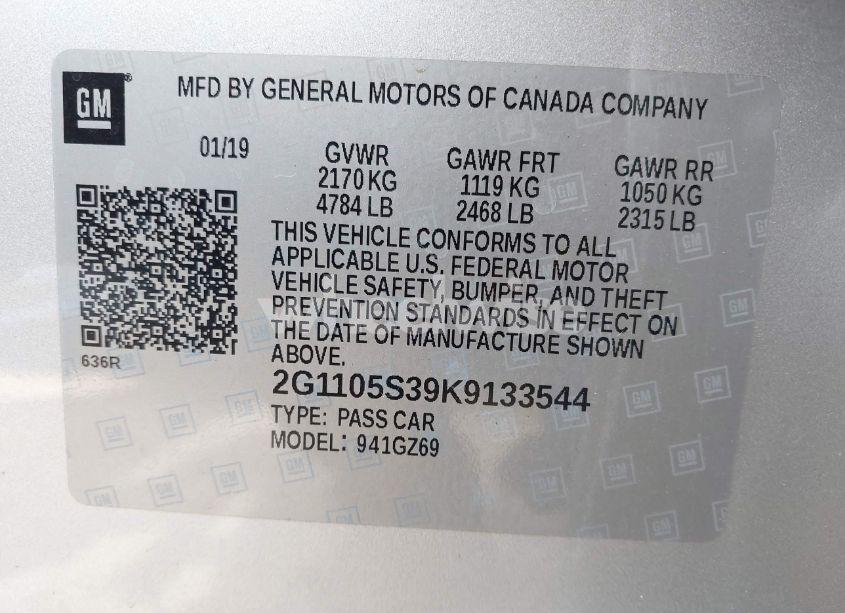 GM
MFD BY GENERAL MOTORS OF CANADA COMPANY
01/19
GVWR
2170 KG
4784 LB
GAWR FRT
1119 KG
2468 LB
GAWR RR
1050 KG
2315 LB
THIS VEHICLE CONFORMS TO ALL
APPLICABLE U.S. FEDERAL MOTOR
VEHICLE SAFETY, BUMPER, AND THEFT
PREVENTION STANDARDS IN EFFECT ON
THE DATE OF MANUFACTURE SHOWN
ABOVE.
636R
2G1105S39K9133544
TYPE: PASS CAR
MODEL: 941GZ69